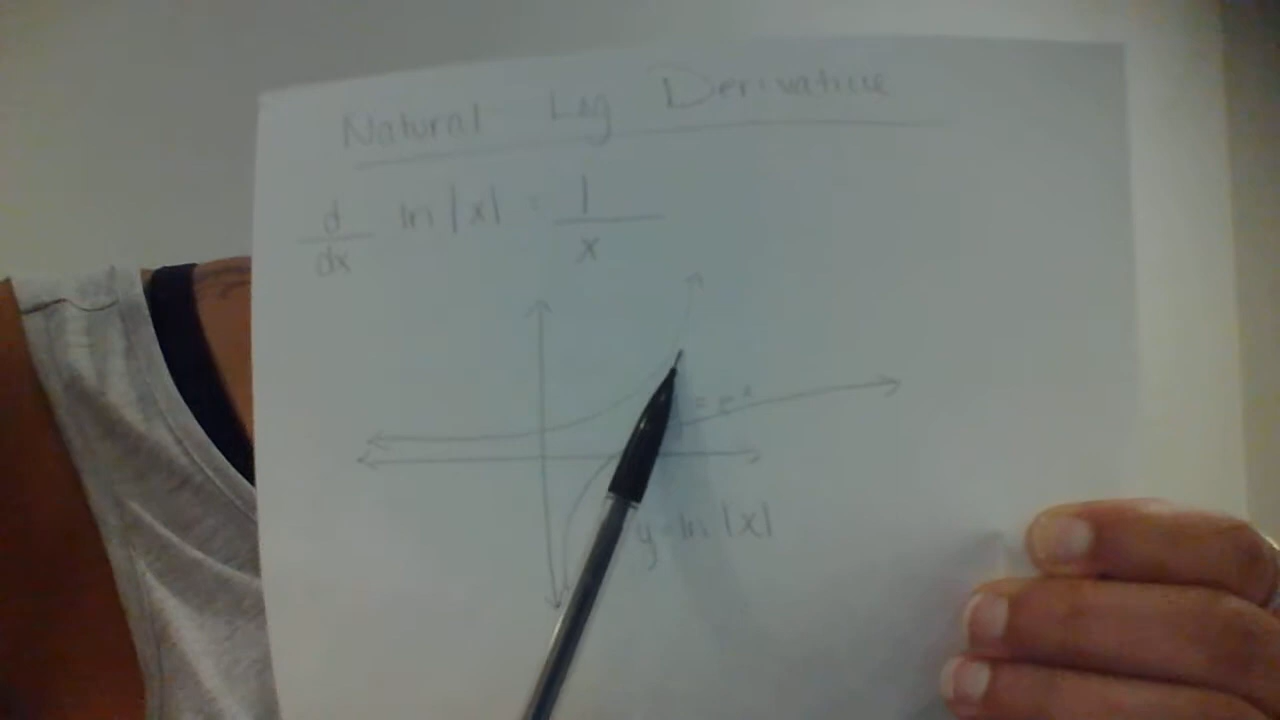 Natural Log Derivative
d/dx ln |x| = 1/x
= e^x
y = ln |x|